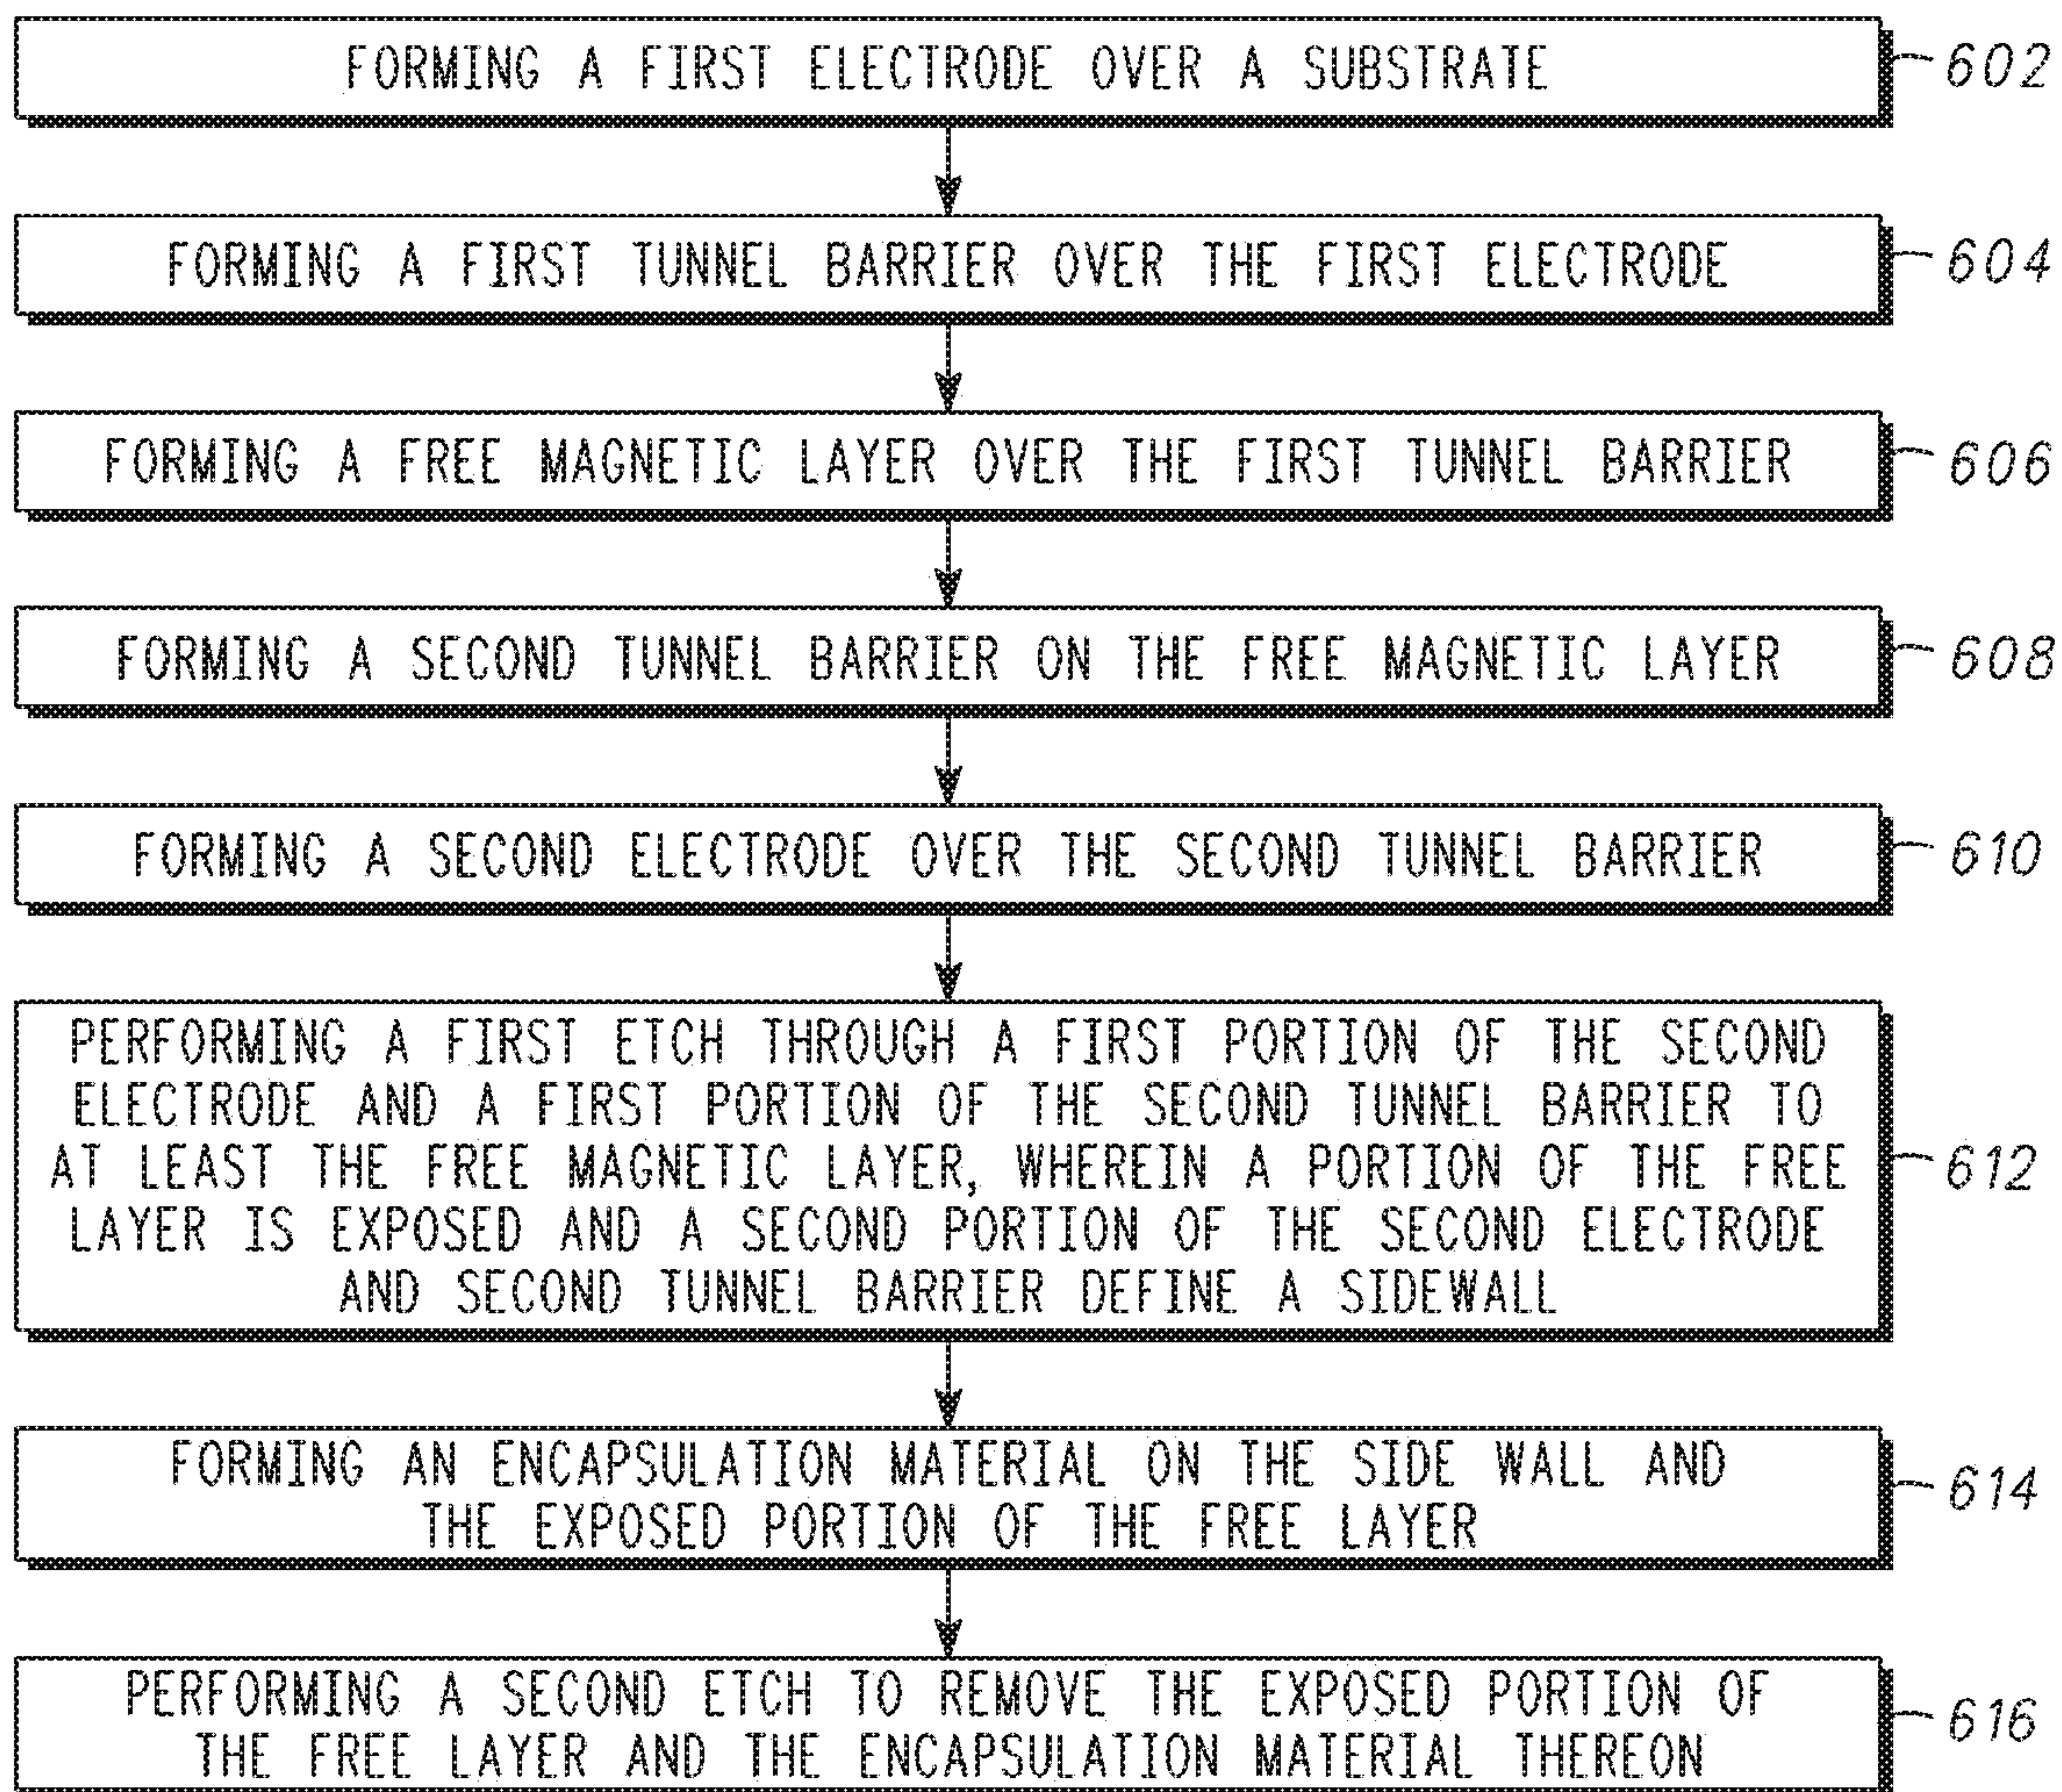 FORMING A FIRST ELECTRODE OVER A SUBSTRATE
602
FORMING A FIRST TUNNEL BARRIER OVER THE FIRST ELECTRODE
604
FORMING A FREE MAGNETIC LAYER OVER THE FIRST TUNNEL BARRIER
606
FORMING A SECOND TUNNEL BARRIER ON THE FREE MAGNETIC LAYER
608
FORMING A SECOND ELECTRODE OVER THE SECOND TUNNEL BARRIER
610
PERFORMING A FIRST ETCH THROUGH A FIRST PORTION OF THE SECOND
ELECTRODE AND A FIRST PORTION OF THE SECOND TUNNEL BARRIER TO
AT LEAST THE FREE MAGNETIC LAYER, WHEREIN A PORTION OF THE FREE
LAYER IS EXPOSED AND A SECOND PORTION OF THE SECOND ELECTRODE
AND SECOND TUNNEL BARRIER DEFINE A SIDEWALL
612
FORMING AN ENCAPSULATION MATERIAL ON THE SIDE WALL AND
THE EXPOSED PORTION OF THE FREE LAYER
614
PERFORMING A SECOND ETCH TO REMOVE THE EXPOSED PORTION OF
THE FREE LAYER AND THE ENCAPSULATION MATERIAL THEREON
616